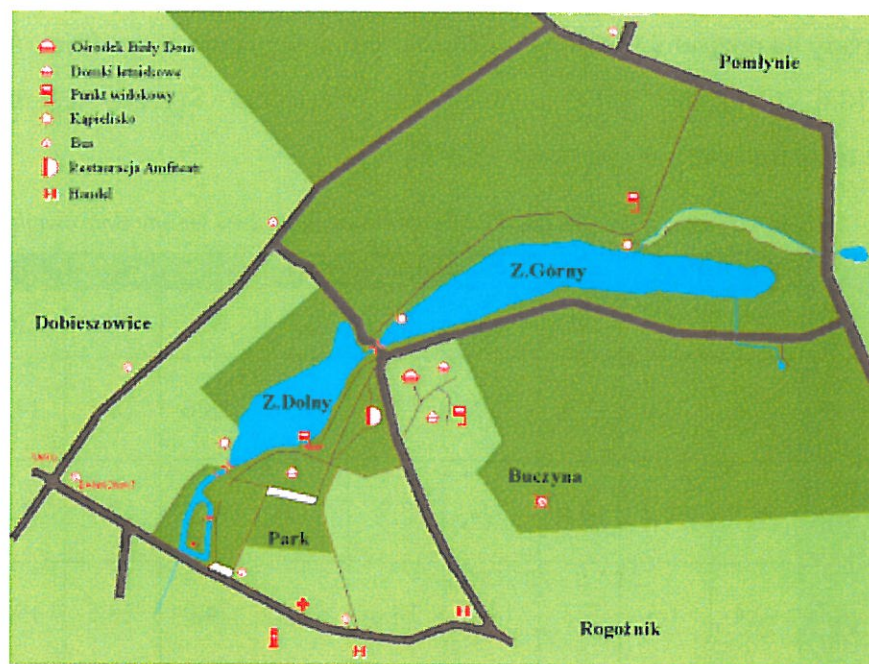 Ośrodek Biały Dom
Domki letniskowe
Punkt widokowy
Kąpielisko
Bus
Restauracja Amfiteatr
Handel
Pomłynie
Z.Górny
Dobieszowice
Z.Dolny
Buczyna
Park
Rogoźnik